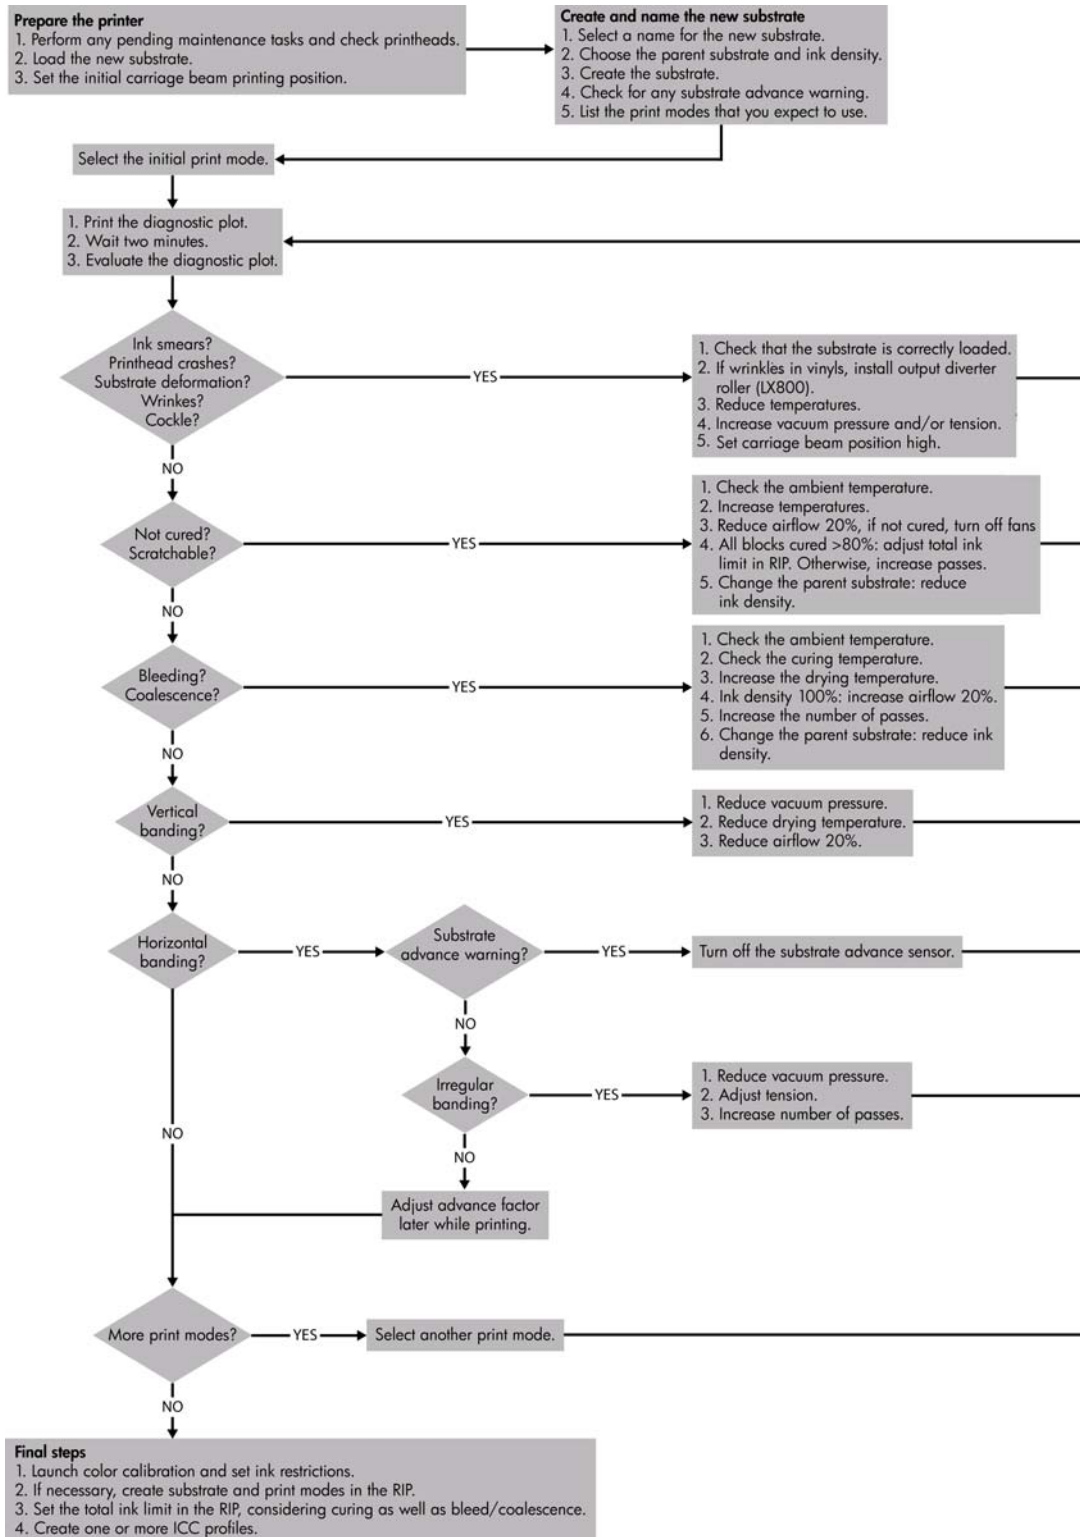 Prepare the printer
1. Perform any pending maintenance tasks and check printheads.
2. Load the new substrate.
3. Set the initial carriage beam printing position.
Create and name the new substrate
1. Select a name for the new substrate.
2. Choose the parent substrate and ink density.
3. Create the substrate.
4. Check for any substrate advance warning.
5. List the print modes that you expect to use.
Select the initial print mode.
1. Print the diagnostic plot.
2. Wait two minutes.
3. Evaluate the diagnostic plot.
Ink smears?
Printhead crashes?
Substrate deformation?
Wrinkes?
Cockle?
YES
1. Check that the substrate is correctly loaded.
2. If wrinkles in vinyls, install output diverter
roller (LX800).
3. Reduce temperatures.
4. Increase vacuum pressure and/or tension.
5. Set carriage beam position high.
NO
Not cured?
Scratchable?
YES
1. Check the ambient temperature.
2. Increase temperatures.
3. Reduce airflow 20%, if not cured, turn off fans
4. All blocks cured >80%: adjust total ink
limit in RIP. Otherwise, increase passes.
5. Change the parent substrate: reduce
ink density.
NO
Bleeding?
Coalescence?
YES
1. Check the ambient temperature.
2. Check the curing temperature.
3. Increase the drying temperature.
4. Ink density 100%: increase airflow 20%.
5. Increase the number of passes.
6. Change the parent substrate: reduce ink
density.
NO
Vertical
banding?
YES
1. Reduce vacuum pressure.
2. Reduce drying temperature.
3. Reduce airflow 20%.
NO
Horizontal
banding?
YES
Substrate
advance warning?
YES
Turn off the substrate advance sensor.
NO
Irregular
banding?
YES
1. Reduce vacuum pressure.
2. Adjust tension.
3. Increase number of passes.
NO
NO
Adjust advance factor
later while printing.
More print modes?
YES
Select another print mode.
NO
Final steps
1. Launch color calibration and set ink restrictions.
2. If necessary, create substrate and print modes in the RIP.
3. Set the total ink limit in the RIP, considering curing as well as bleed/coalescence.
4. Create one or more ICC profiles.